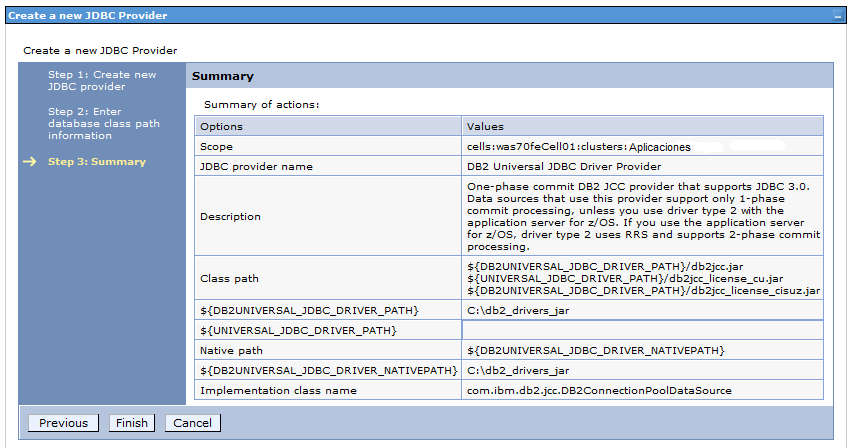 Create a new JDBC Provider
Create a new JDBC Provider
Step 1: Create new
JDBC provider
Step 2: Enter
database class path
information
Step 3: Summary
Summary
Summary of actions:
Options Values
Scope cells:was70feCell01:clusters:Aplicaciones
JDBC provider name DB2 Universal JDBC Driver Provider
Description One-phase commit DB2 JCC provider that supports JDBC 3.0.
Data sources that use this provider support only 1-phase
commit processing, unless you use driver type 2 with the
application server for z/OS. If you use the application server
for z/OS, driver type 2 uses RRS and supports 2-phase commit
processing.
Class path ${DB2UNIVERSAL_JDBC_DRIVER_PATH}/db2jcc.jar
${UNIVERSAL_JDBC_DRIVER_PATH}/db2jcc_license_cu.jar
${DB2UNIVERSAL_JDBC_DRIVER_PATH}/db2jcc_license_cisuz.jar
${DB2UNIVERSAL_JDBC_DRIVER_PATH} C:\db2_drivers_jar
${UNIVERSAL_JDBC_DRIVER_PATH}
Native path ${DB2UNIVERSAL_JDBC_DRIVER_NATIVEPATH}
${DB2UNIVERSAL_JDBC_DRIVER_NATIVEPATH} C:\db2_drivers_jar
Implementation class name com.ibm.db2.jcc.DB2ConnectionPoolDataSource
Previous Finish Cancel